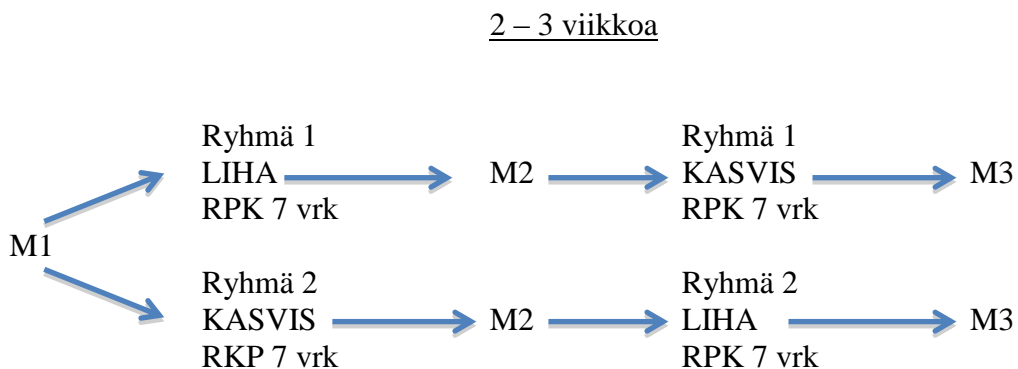 2 – 3 viikkoa
Ryhmä 1
LIHA
RPK 7 vrk
M2
Ryhmä 1
KASVIS
RPK 7 vrk
M3
M1
Ryhmä 2
KASVIS
RKP 7 vrk
M2
Ryhmä 2
LIHA
RPK 7 vrk
M3